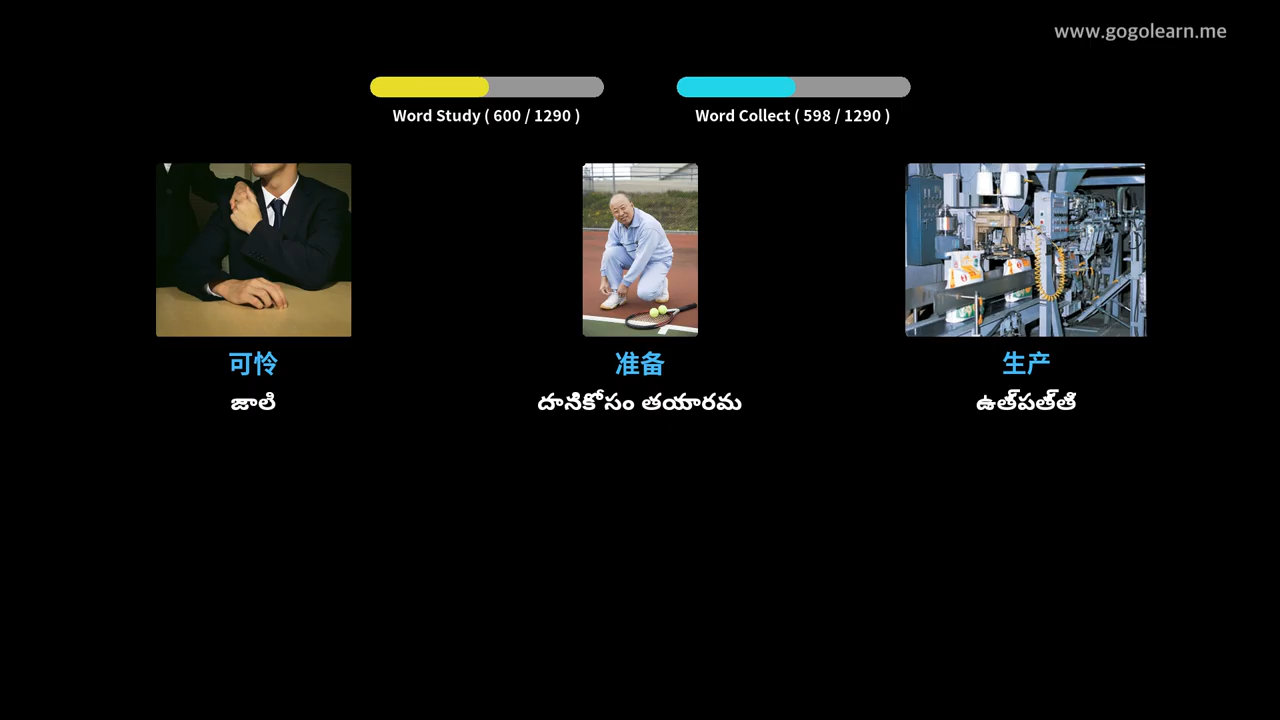 www.gogolearn.me
Word Study ( 600 / 1290 )
Word Collect ( 598 / 1290 )
可怜
准备
生产
జాలి
దానికోసం తయారమ
ఉత్పత్తి